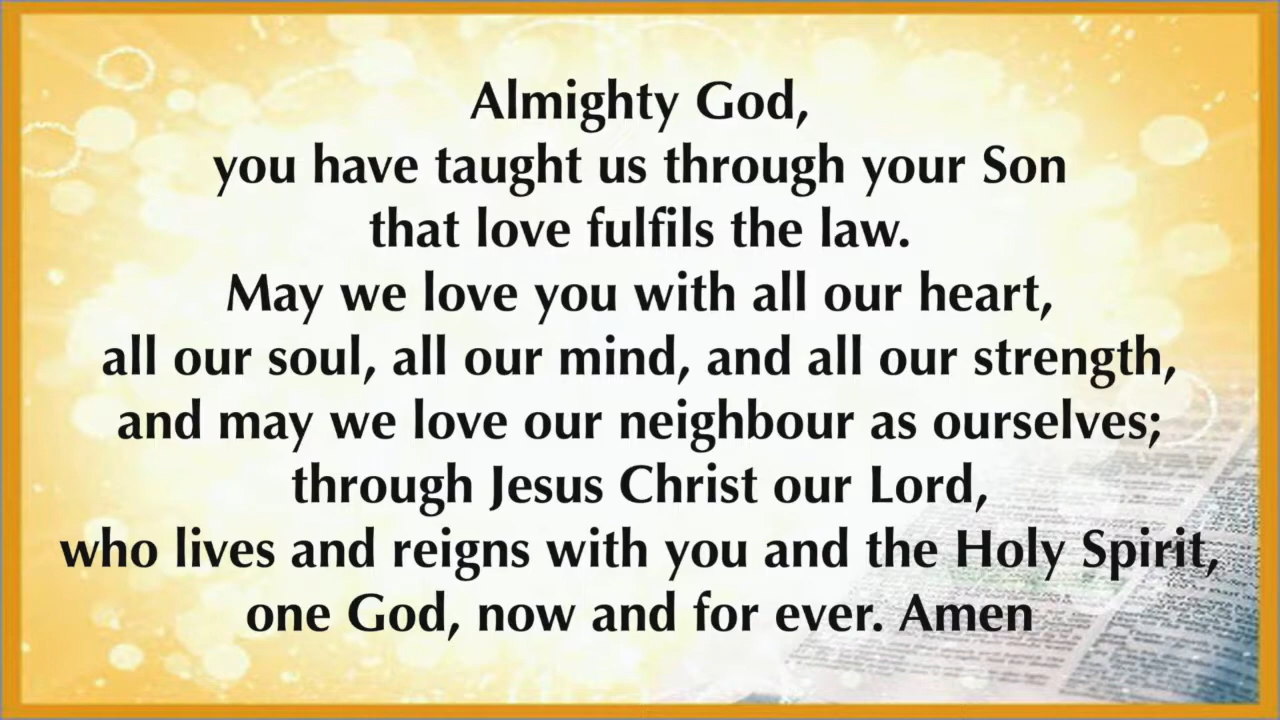 Almighty God,
you have taught us through your Son
that love fulfils the law.
May we love you with all our heart,
all our soul, all our mind, and all our strength,
and may we love our neighbour as ourselves;
through Jesus Christ our Lord,
who lives and reigns with you and the Holy Spirit,
one God, now and for ever. Amen